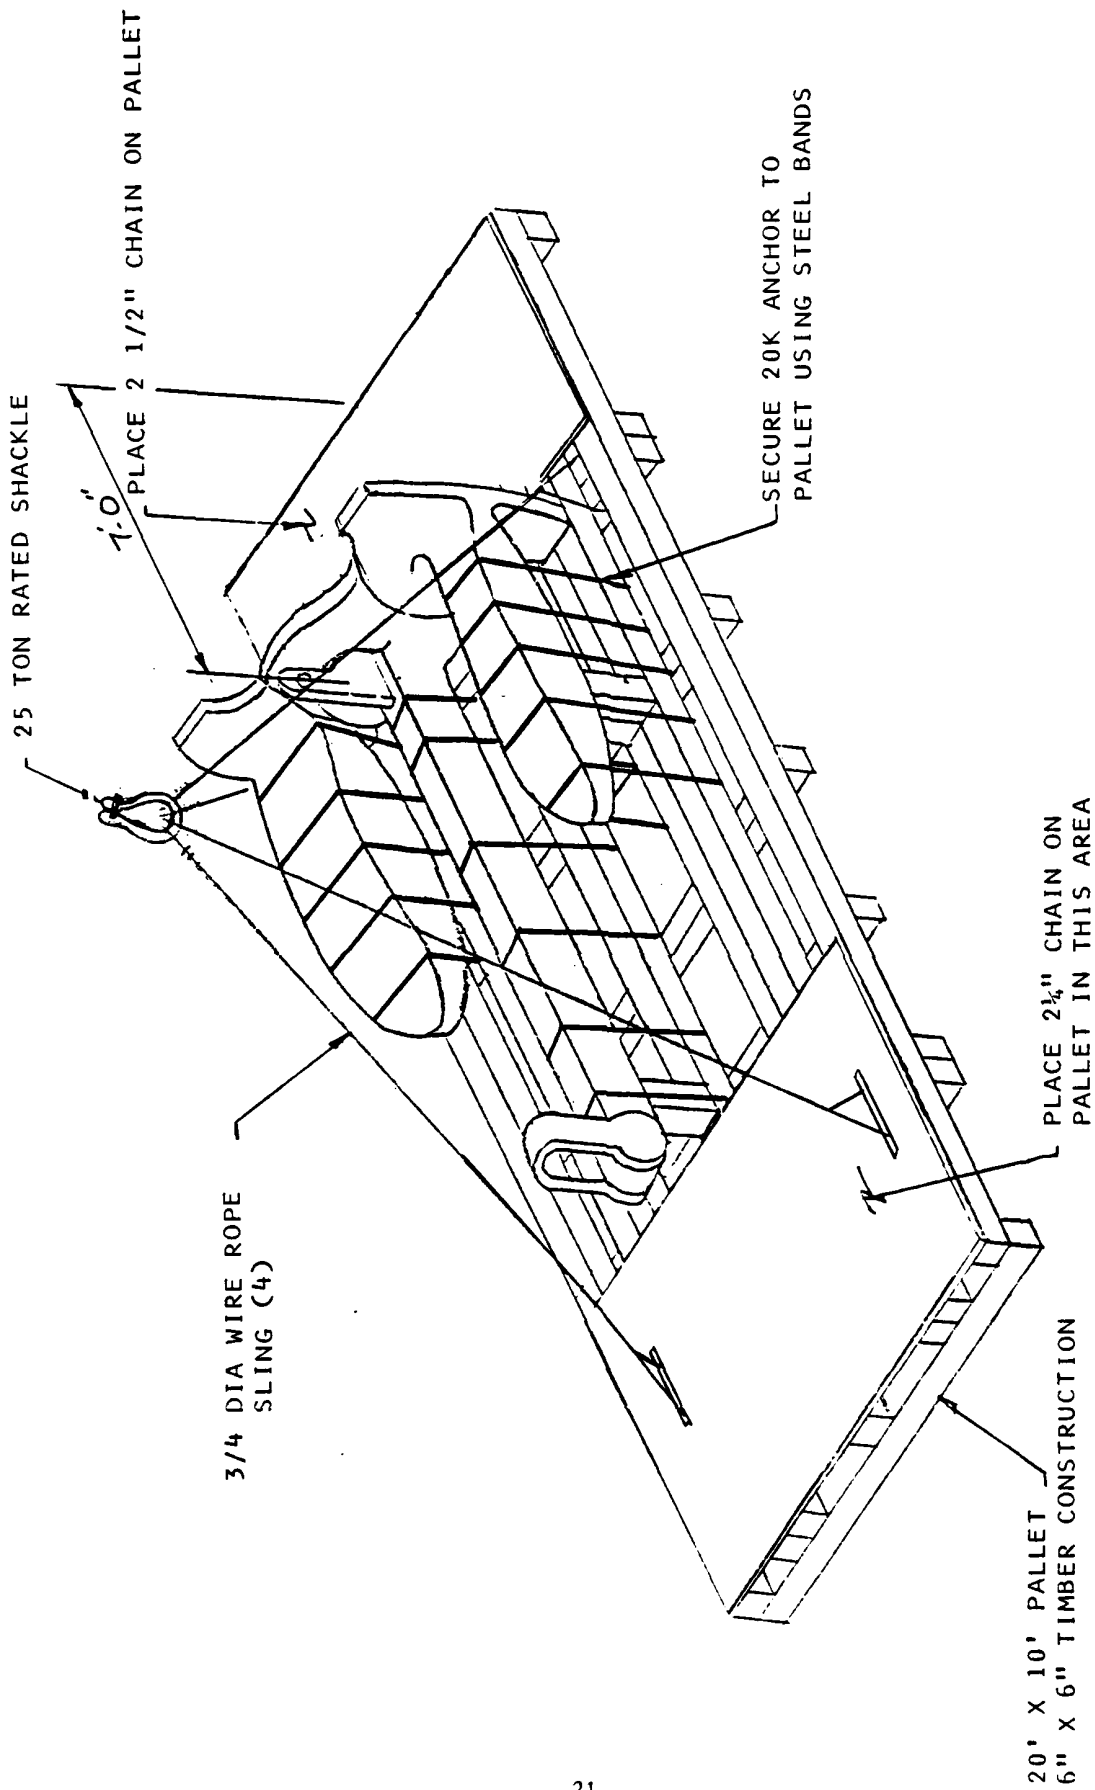 25 TON RATED SHACKLE
7'.0"
PLACE 2 1/2" CHAIN ON PALLET
3/4 DIA WIRE ROPE
SLING (4)
SECURE 20K ANCHOR TO
PALLET USING STEEL BANDS
PLACE 2¼" CHAIN ON
PALLET IN THIS AREA
20' X 10' PALLET
6" X 6" TIMBER CONSTRUCTION
21